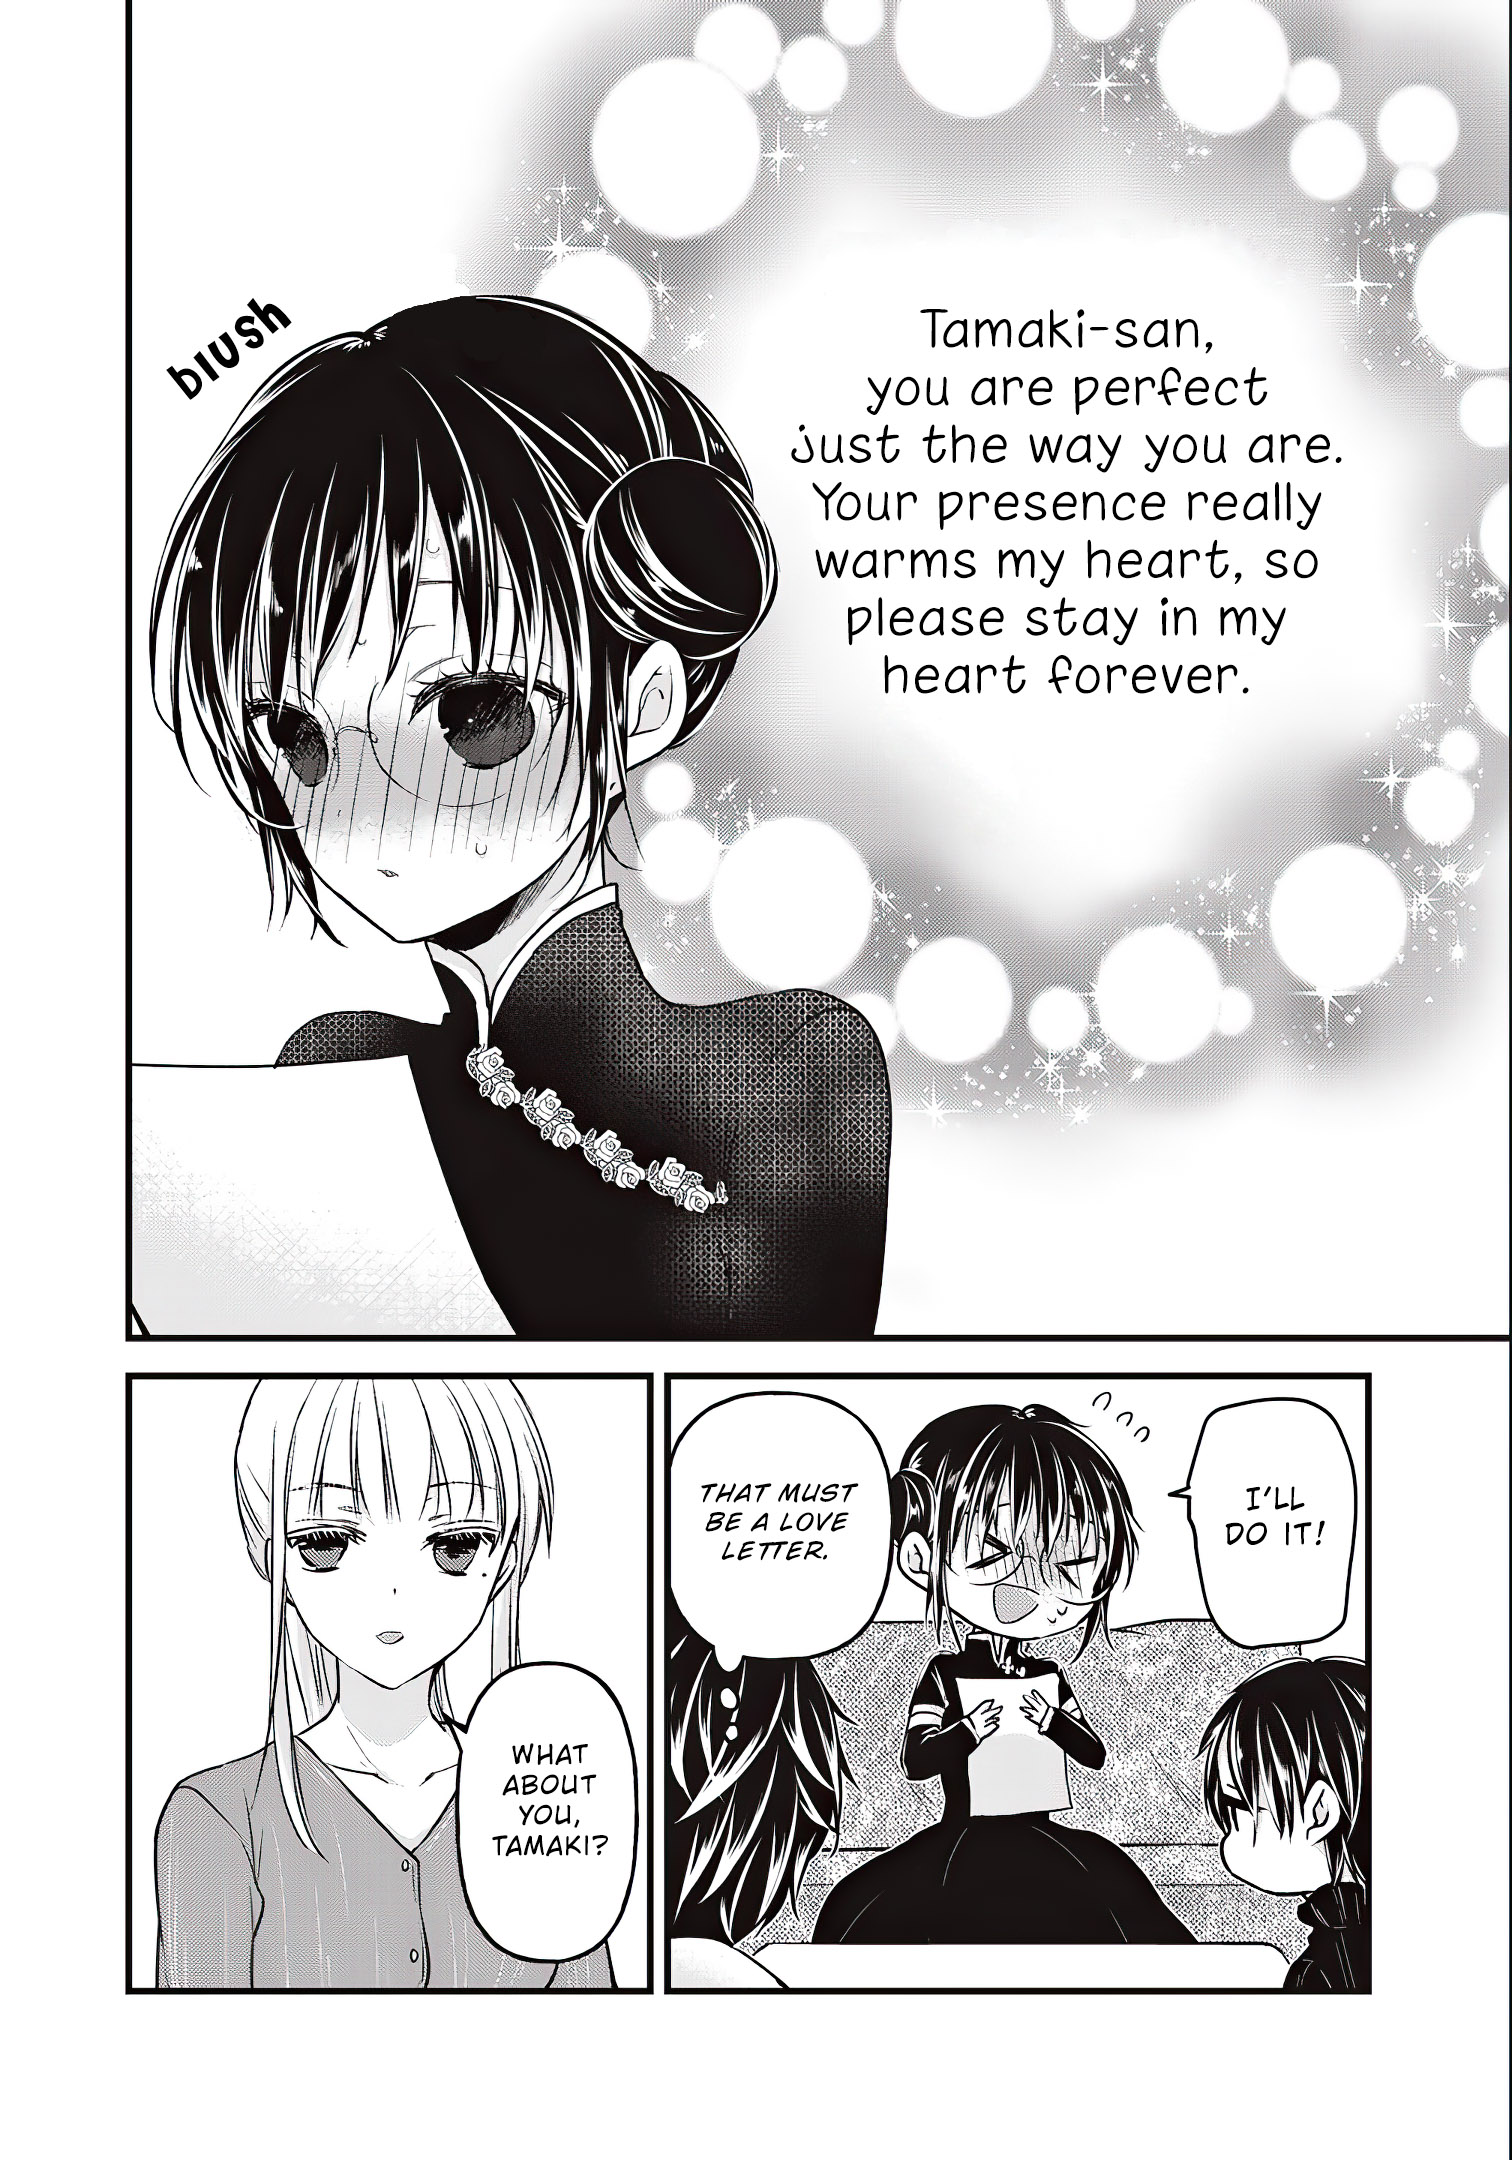 blush
Tamaki-san,
you are perfect
just the way you are.
Your presence really
warms my heart, so
please stay in my
heart forever.
I'LL
DO IT!
THAT MUST
BE A LOVE
LETTER.
WHAT
ABOUT
YOU,
TAMAKI?